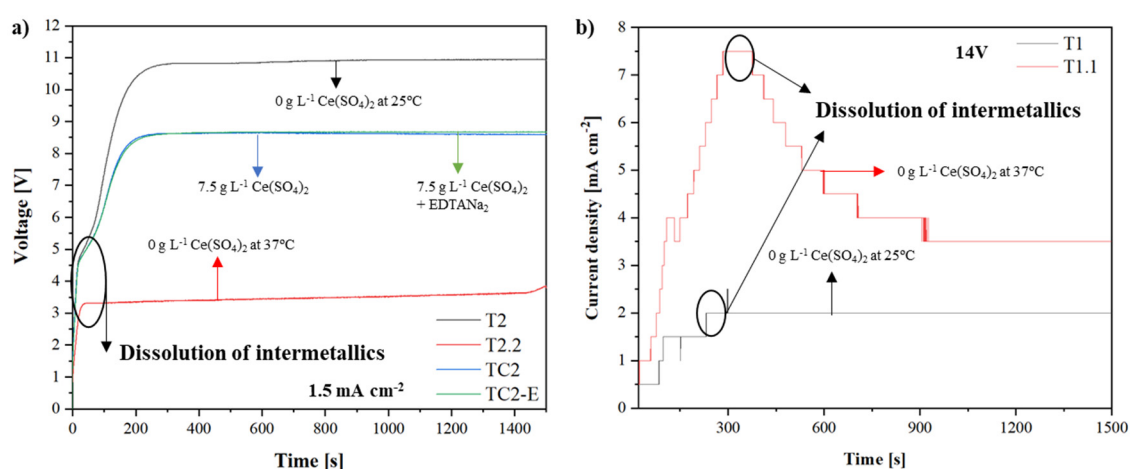 a)
12
11
10
9
8
7
6
5
4
3
2
1
0
Voltage [V]
0 g L-1 Ce(SO4)2 at 25ºC
7.5 g L-1 Ce(SO4)2
7.5 g L-1 Ce(SO4)2
+ EDTANa2
0 g L-1 Ce(SO4)2 at 37ºC
Dissolution of intermetallics
1.5 mA cm-2
T2
T2.2
TC2
TC2-E
0 200 400 600 800 1000 1200 1400
Time [s]
b)
8
7
6
5
4
3
2
1
0
Current density [mA cm-2]
14V
T1
T1.1
Dissolution of intermetallics
0 g L-1 Ce(SO4)2 at 37ºC
0 g L-1 Ce(SO4)2 at 25ºC
300 600 900 1200 1500
Time [s]